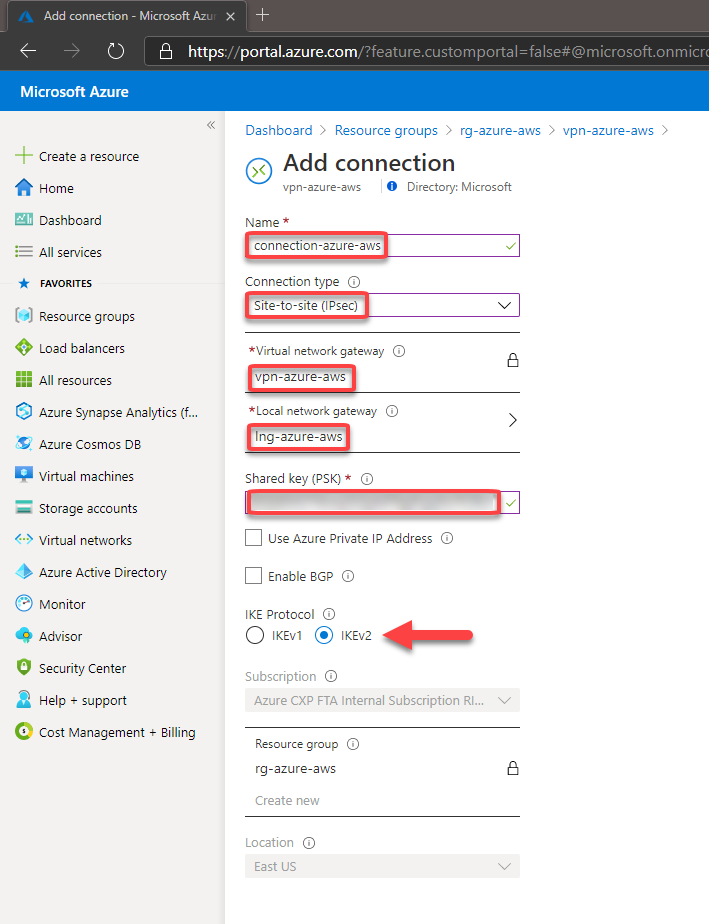 Add connection - Microsoft Azur
https://portal.azure.com/?feature.customportal=false#@microsoft.onmicro
Microsoft Azure
«
Create a resource
Home
Dashboard
All services
FAVORITES
Resource groups
Load balancers
All resources
Azure Synapse Analytics (f...
Azure Cosmos DB
Virtual machines
Storage accounts
Virtual networks
Azure Active Directory
Monitor
Advisor
Security Center
Help + support
Cost Management + Billing
Dashboard > Resource groups > rg-azure-aws > vpn-azure-aws >
Add connection
vpn-azure-aws
Directory: Microsoft
Name *
connection-azure-aws
Connection type
Site-to-site (IPsec)
*Virtual network gateway
vpn-azure-aws
*Local network gateway
lng-azure-aws
Shared key (PSK) *
Use Azure Private IP Address
Enable BGP
IKE Protocol
IKEv1 IKEv2
Subscription
Azure CXP FTA Internal Subscription RI...
Resource group
rg-azure-aws
Create new
Location
East US